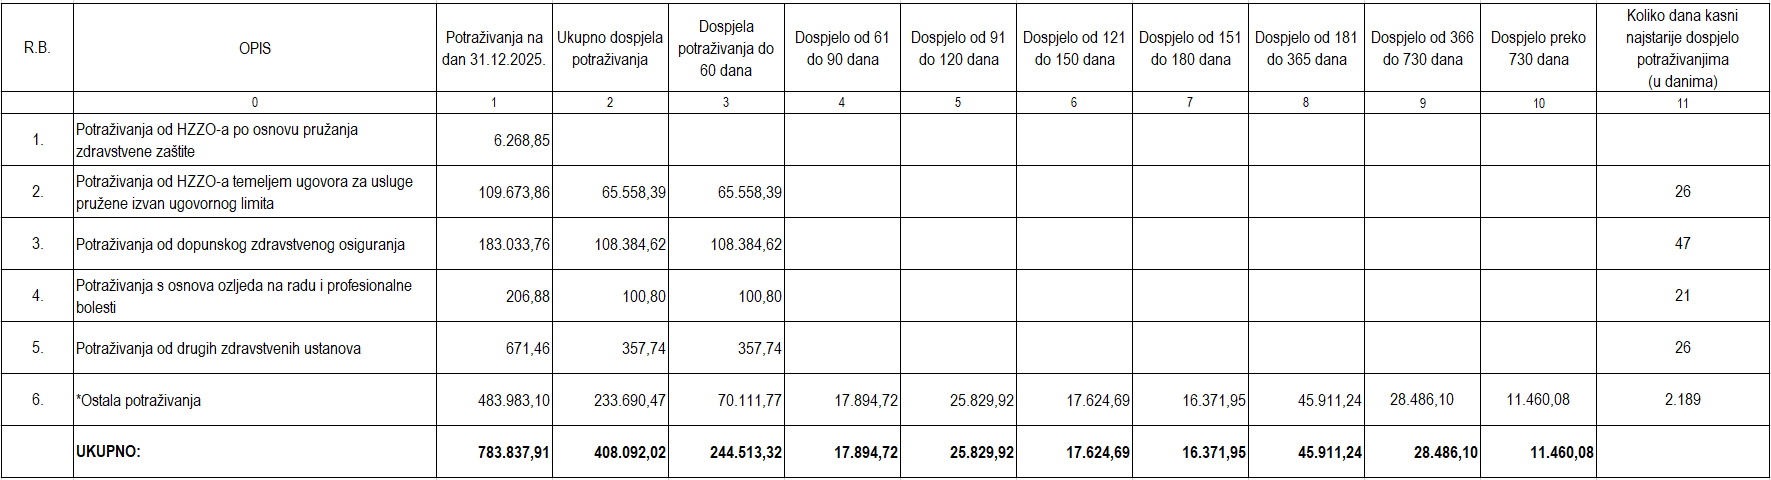 R.B. OPIS Potraživanja na dan 31.12.2025. Ukupno dospjela potraživanja Dospjela potraživanja do 60 dana Dospjelo od 61 do 90 dana Dospjelo od 91 do 120 dana Dospjelo od 121 do 150 dana Dospjelo od 151 do 180 dana Dospjelo od 181 do 365 dana Dospjelo od 366 do 730 dana Dospjelo preko 730 dana Koliko dana kasni najstarije dospjelo potraživanjima (u danima)
0 1 2 3 4 5 6 7 8 9 10 11
1. Potraživanja od HZZO-a po osnovu pružanja zdravstvene zaštite 6.268,85
2. Potraživanja od HZZO-a temeljem ugovora za usluge pružene izvan ugovornog limita 109.673,86 65.558,39 65.558,39 26
3. Potraživanja od dopunskog zdravstvenog osiguranja 183.033,76 108.384,62 108.384,62 47
4. Potraživanja s osnova ozljeda na radu i profesionalne bolesti 206,88 100,80 100,80 21
5. Potraživanja od drugih zdravstvenih ustanova 671,46 357,74 357,74 26
6. *Ostala potraživanja 483.983,10 233.690,47 70.111,77 17.894,72 25.829,92 17.624,69 16.371,95 45.911,24 28.486,10 11.460,08 2.189
UKUPNO: 783.837,91 408.092,02 244.513,32 17.894,72 25.829,92 17.624,69 16.371,95 45.911,24 28.486,10 11.460,08